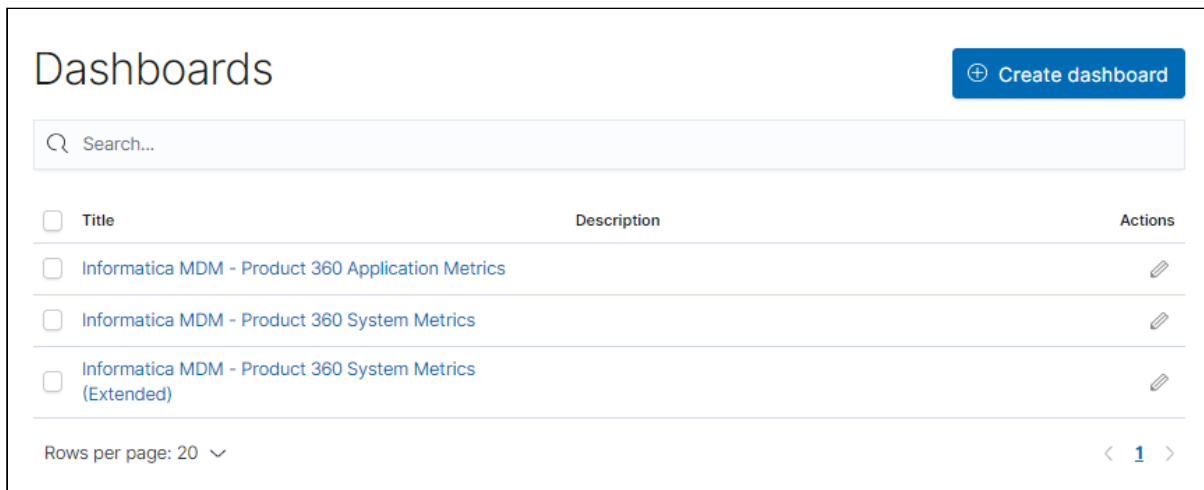 Dashboards
Create dashboard
Search...
Title Description Actions
Informatica MDM - Product 360 Application Metrics
Informatica MDM - Product 360 System Metrics
Informatica MDM - Product 360 System Metrics
(Extended)
Rows per page: 20
1